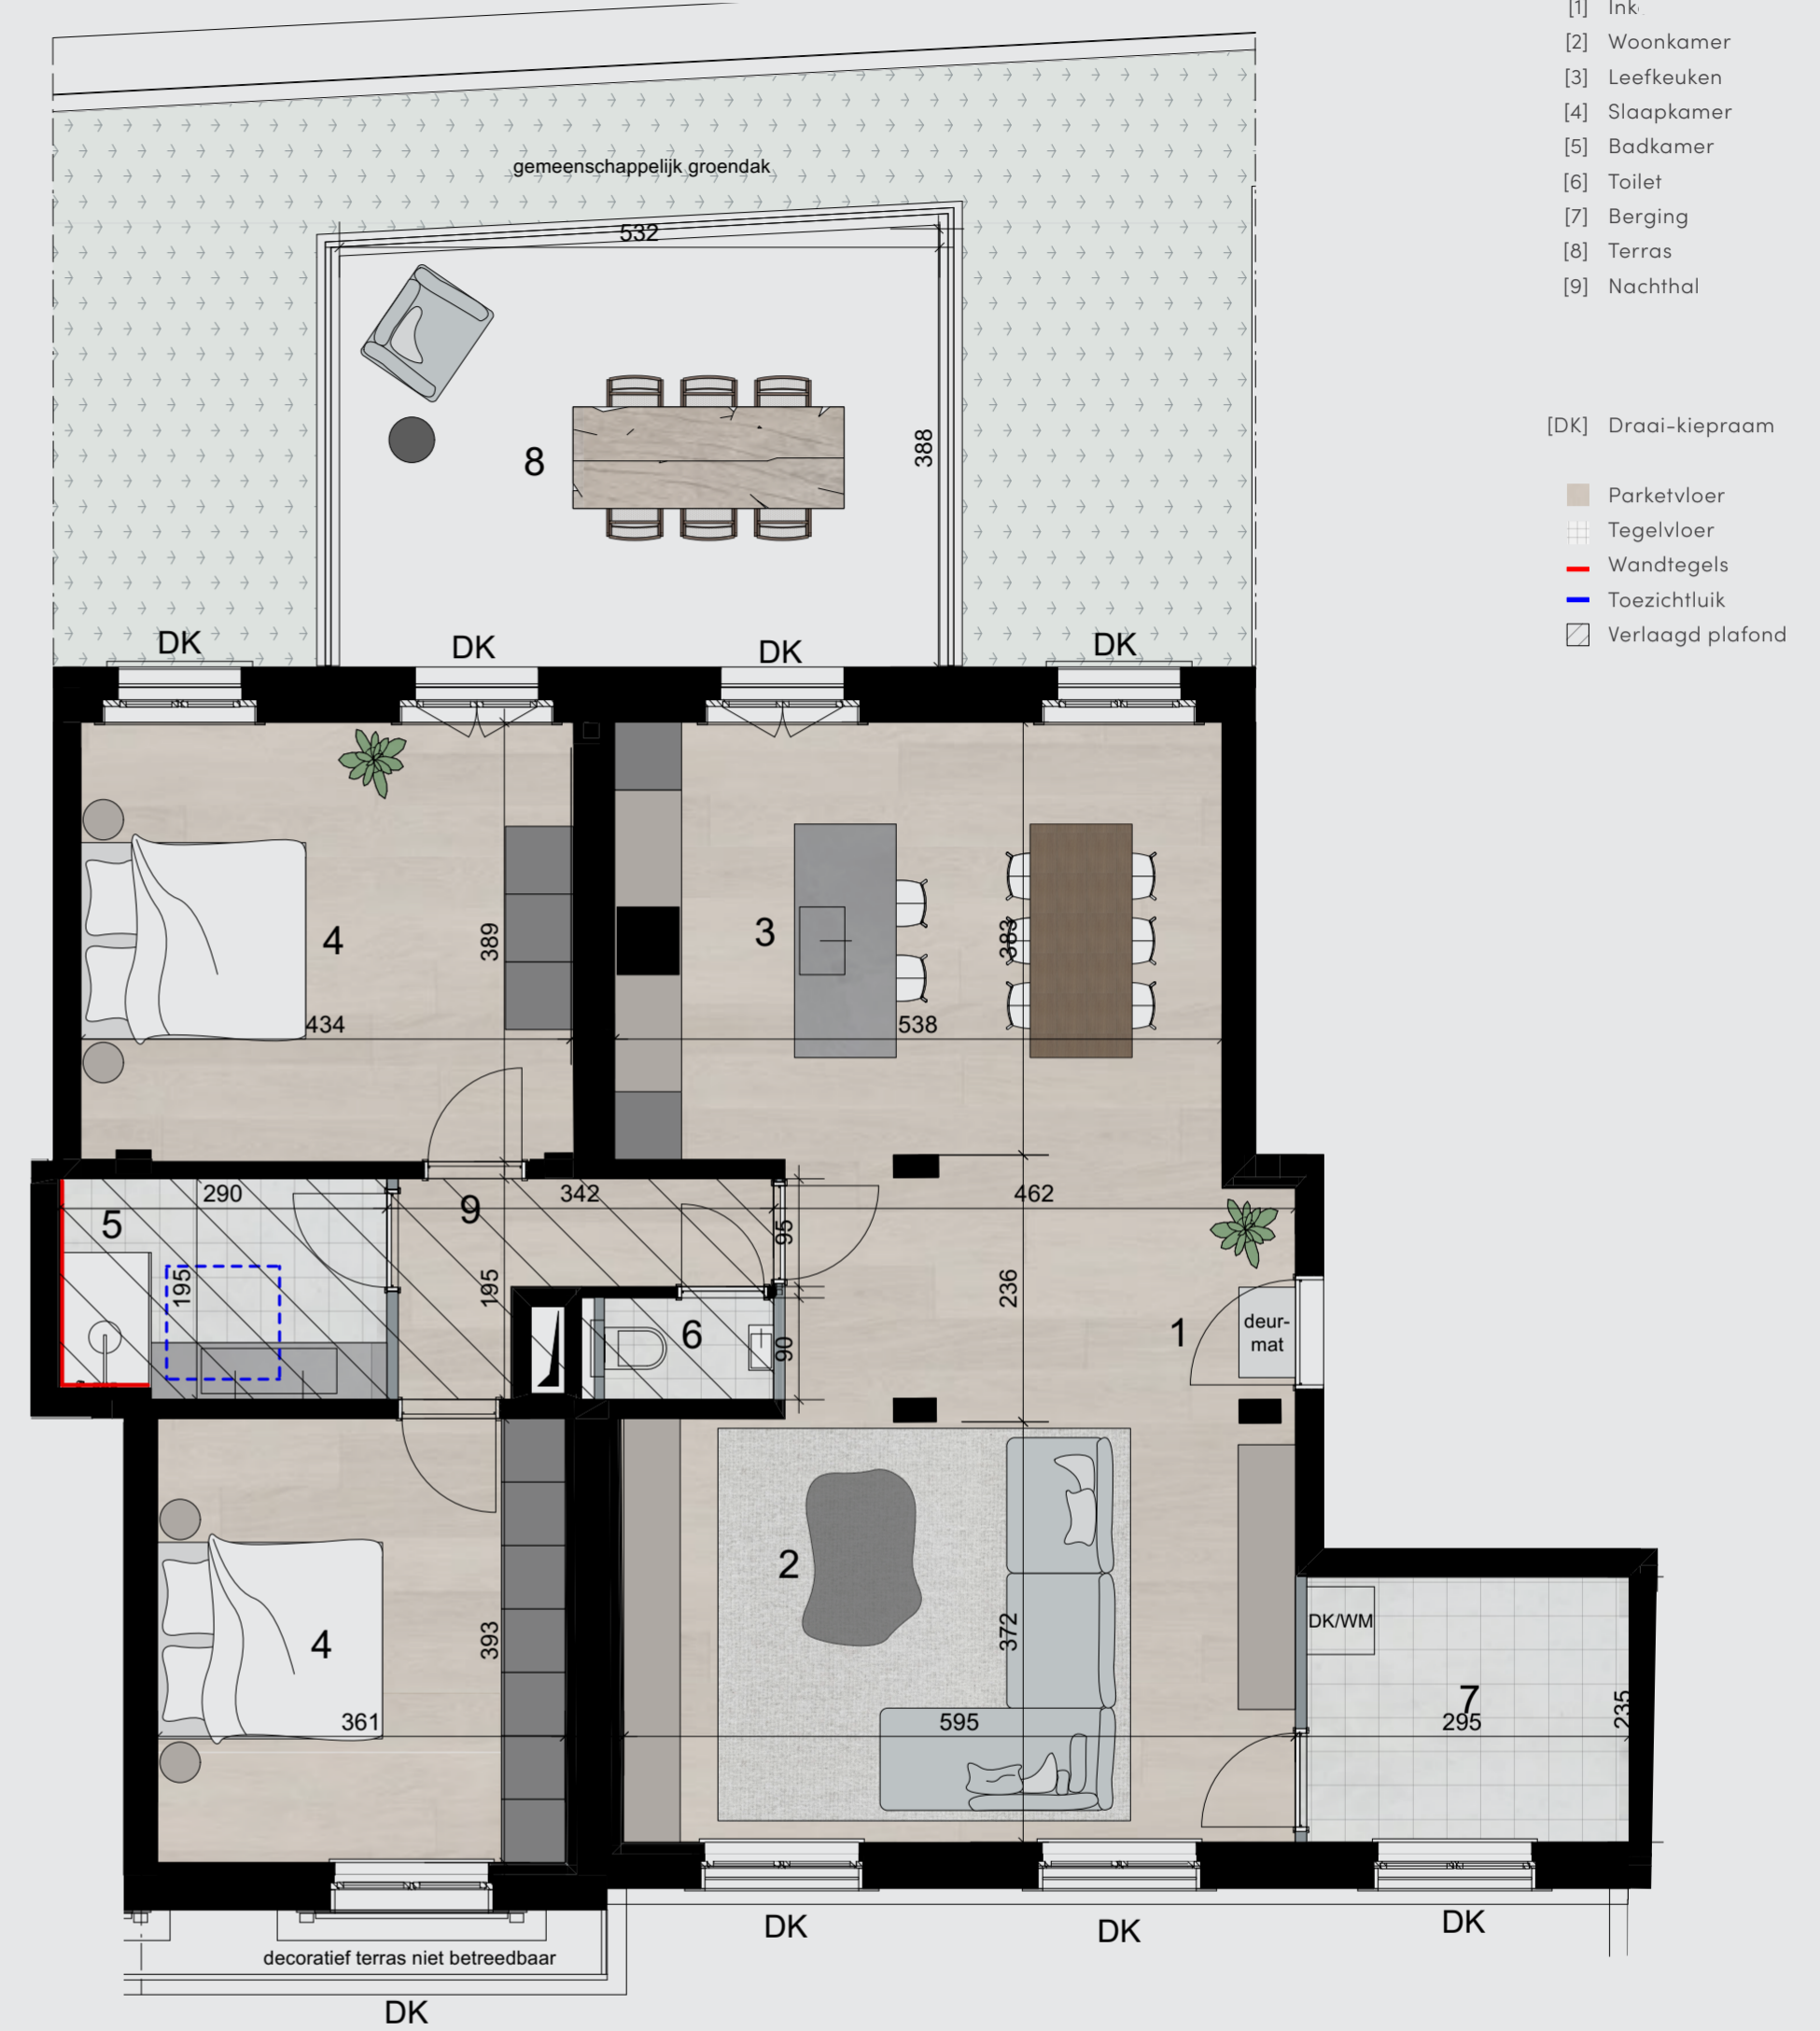 [1]
[2] Woonkamer
[3] Leefkeuken
[4] Slaapkamer
[5] Badkamer
[6] Toilet
[7] Berging
[8] Terras
[9] Nachthal
[DK] Draai-kiepraam
Parketvloer
Tegelvloer
Wandtegels
Toezichtluik
Verlaagd plafond
gemeenschappelijk groendak
532
388
8
DK
DK
DK
DK
4
389
434
3
383
538
290
342
462
5
9
95
195
195
236
6
90
1
deur-
mat
2
372
595
4
393
361
DK/WM
7
295
235
DK
DK
DK
decoratief terras niet betreedbaar
DK